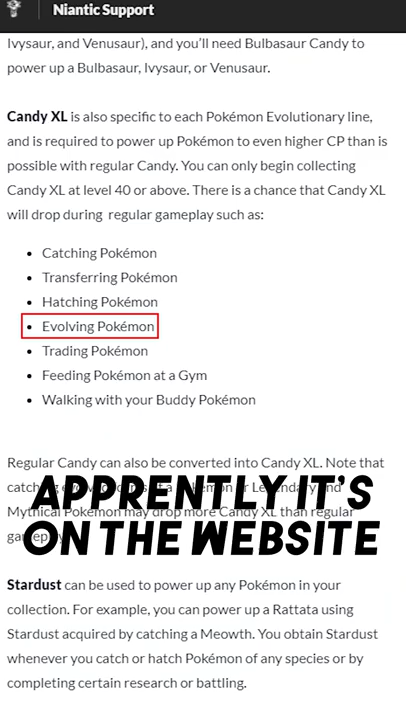 Niantic Support
Ivysaur, and Venusaur), and you'll need Bulbasaur Candy to
power up a Bulbasaur, Ivysaur, or Venusaur.
Candy XL is also specific to each Pokémon Evolutionary line,
and is required to power up Pokémon to even higher CP than is
possible with regular Candy. You can only begin collecting
Candy XL at level 40 or above. There is a chance that Candy XL
will drop during regular gameplay such as:
• Catching Pokémon
• Transferring Pokémon
• Hatching Pokémon
• Evolving Pokémon
• Trading Pokémon
• Feeding Pokémon at a Gym
• Walking with your Buddy Pokémon
Regular Candy can also be converted into Candy XL. Note that
APPRENTLY IT'S
Mythical Pokémon may drop more Candy XL than regular
ON THE WEBSITE
Stardust can be used to power up any Pokémon in your
collection. For example, you can power up a Rattata using
Stardust acquired by catching a Meowth. You obtain Stardust
whenever you catch or hatch Pokémon of any species or by
completing certain research or battling.